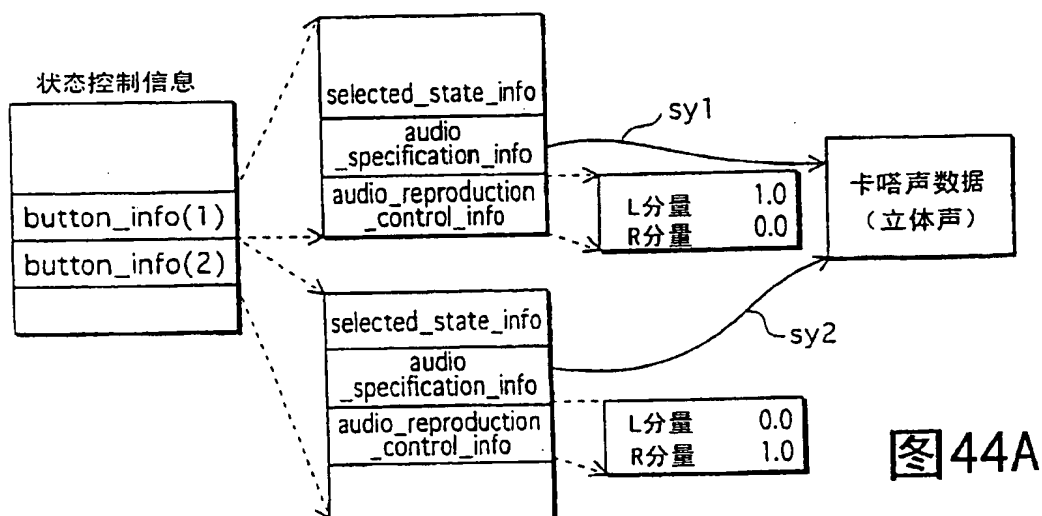 状态控制信息
button_info(1)
button_info(2)
selected_state_info
audio
_specification_info
audio_reproduction
_control_info
sy1
L分量 1.0
R分量 0.0
卡嗒声数据
（立体声）
selected_state_info
audio
_specification_info
audio_reproduction
_control_info
sy2
L分量 0.0
R分量 1.0
图44A